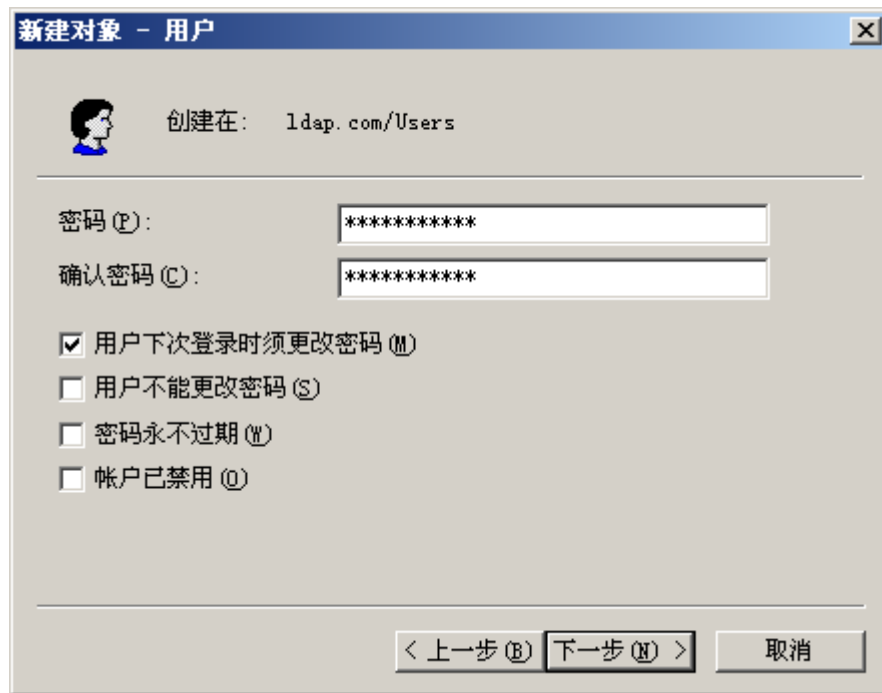 新建对象 - 用户
创建在: ldap.com/Users
密码(P):
***********
确认密码(C):
***********
用户下次登录时须更改密码(M)
用户不能更改密码(S)
密码永不过期(W)
帐户已禁用(O)
< 上一步(B) 下一步(N) > 取消